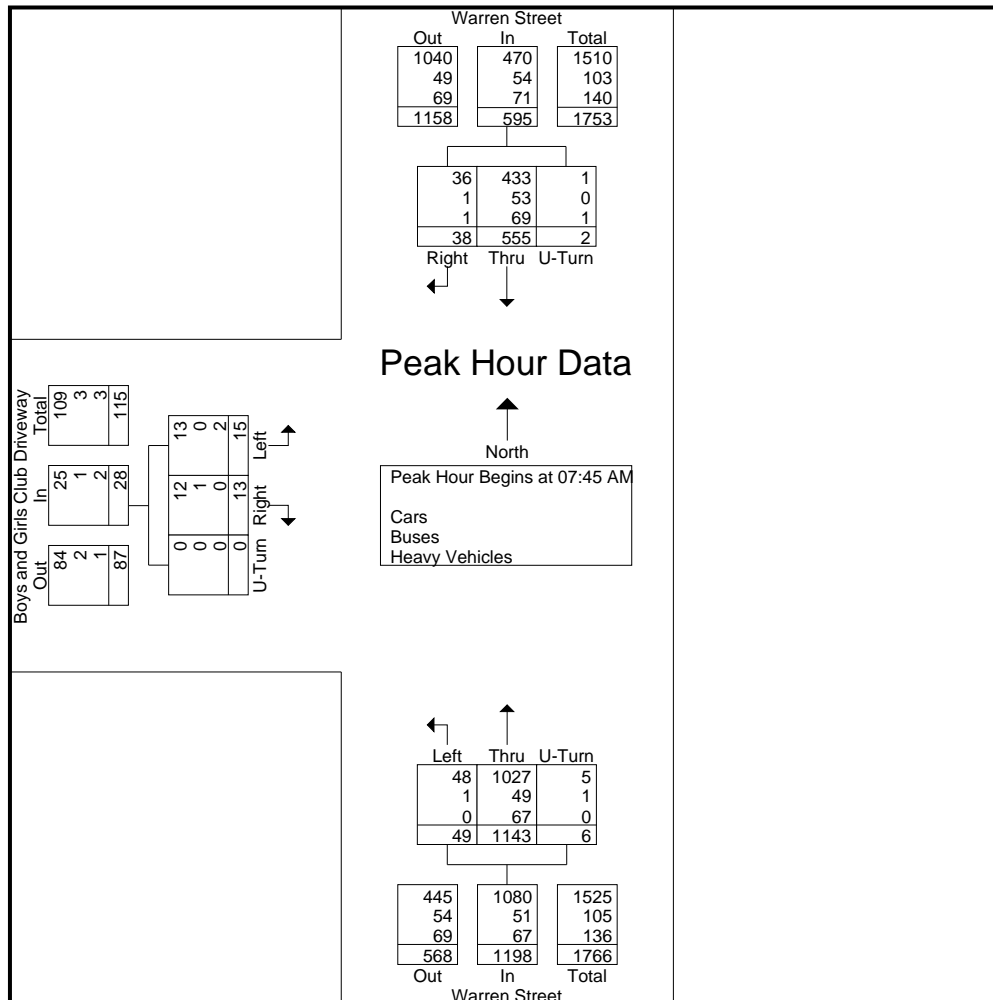 Warren Street
Out In Total
1040 470 1510
49 54 103
69 71 140
1158 595 1753
36 433 1
1 53 0
1 69 1
38 555 2
Right Thru U-Turn
Peak Hour Data
North
Peak Hour Begins at 07:45 AM
Cars
Buses
Heavy Vehicles
Boys and Girls Club Driveway
Out In Total
84 25 109
2 1 3
1 2 3
87 28 115
0 12 13
0 1 0
0 0 2
0 13 15
U-Turn Right Left
Left Thru U-Turn
48 1027 5
1 49 1
0 67 0
49 1143 6
445 1080 1525
54 51 105
69 67 136
568 1198 1766
Out In Total
Warren Street